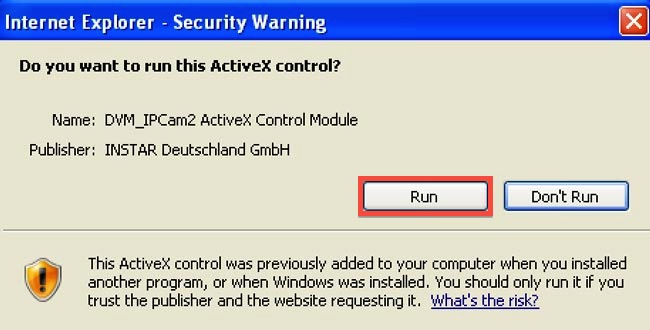 Internet Explorer - Security Warning
Do you want to run this ActiveX control?
Name: DVM_IPCam2 ActiveX Control Module
Publisher: INSTAR Deutschland GmbH
Run Don't Run
This ActiveX control was previously added to your computer when you installed
another program, or when Windows was installed. You should only run it if you
trust the publisher and the website requesting it. What's the risk?